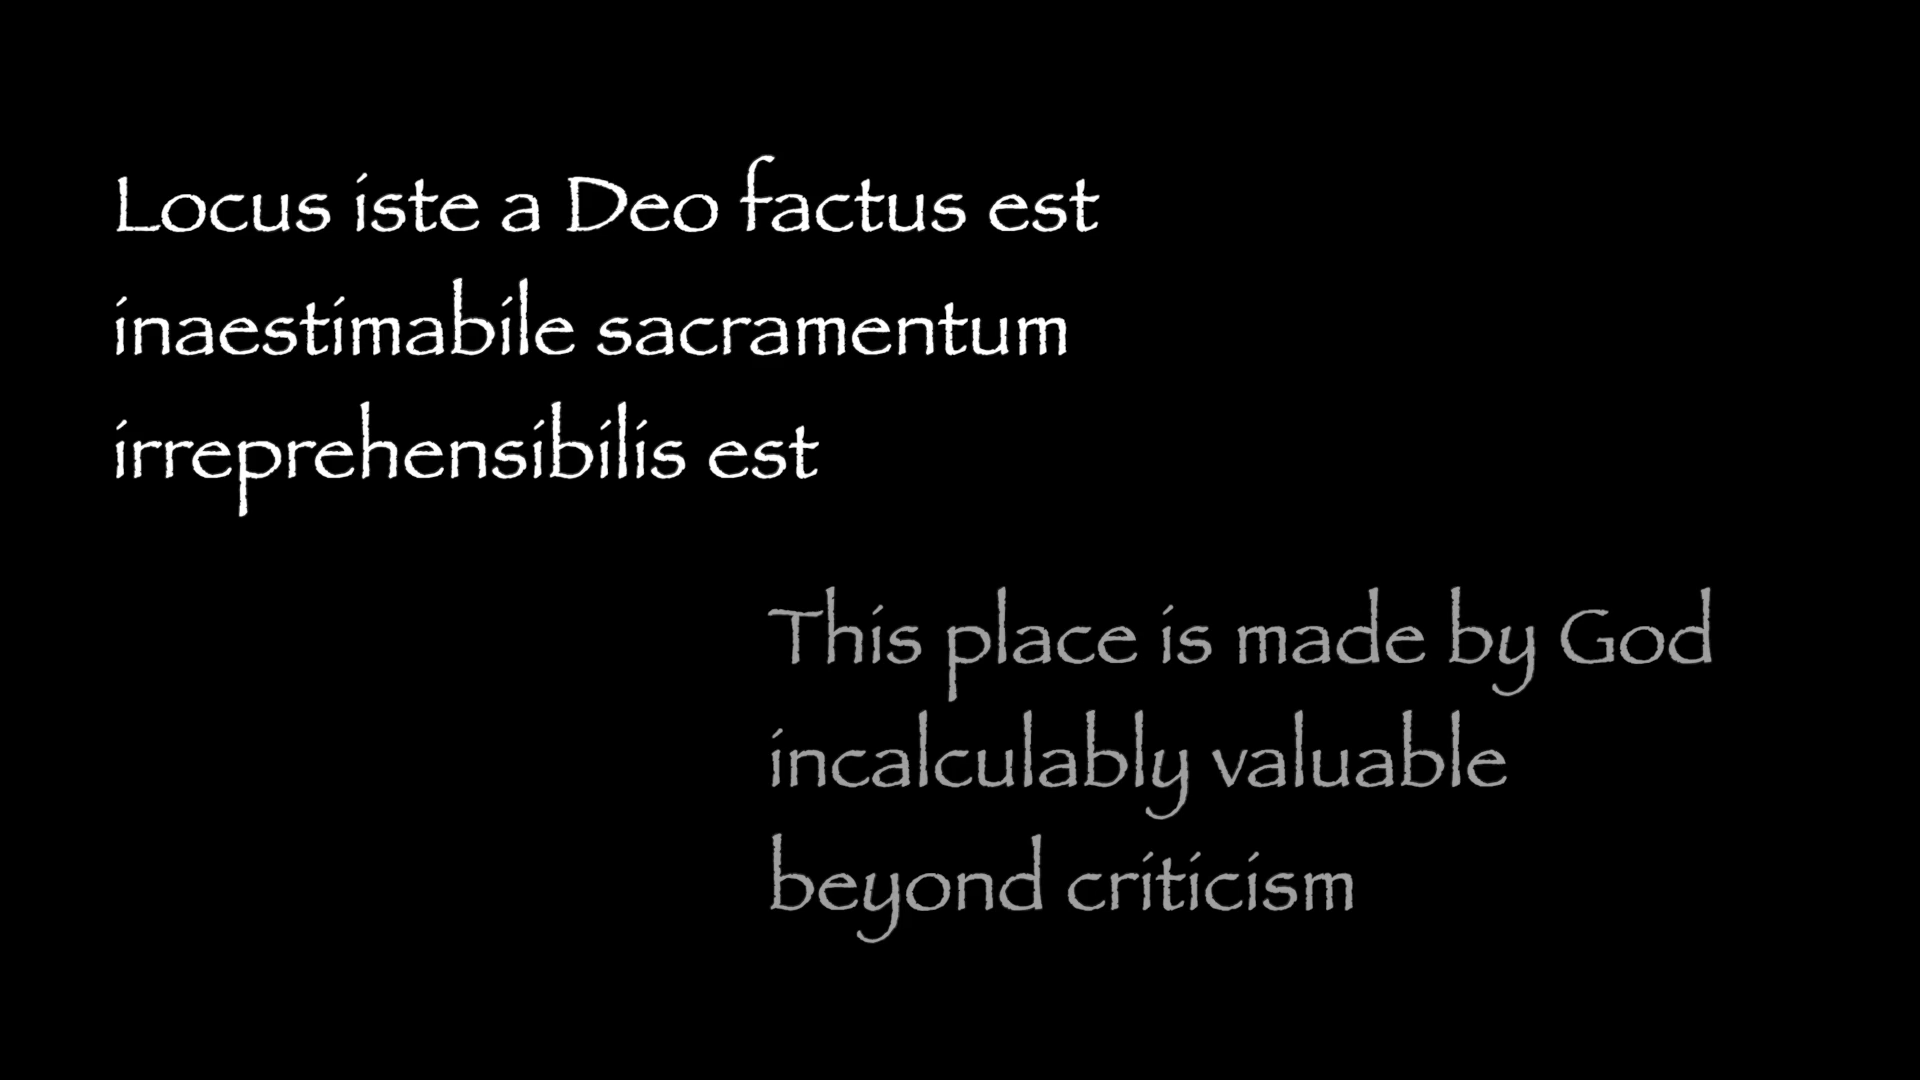 Locus iste a Deo factus est
inaestimabile sacramentum
irreprehensibilis est
This place is made by God
incalculably valuable
beyond criticism